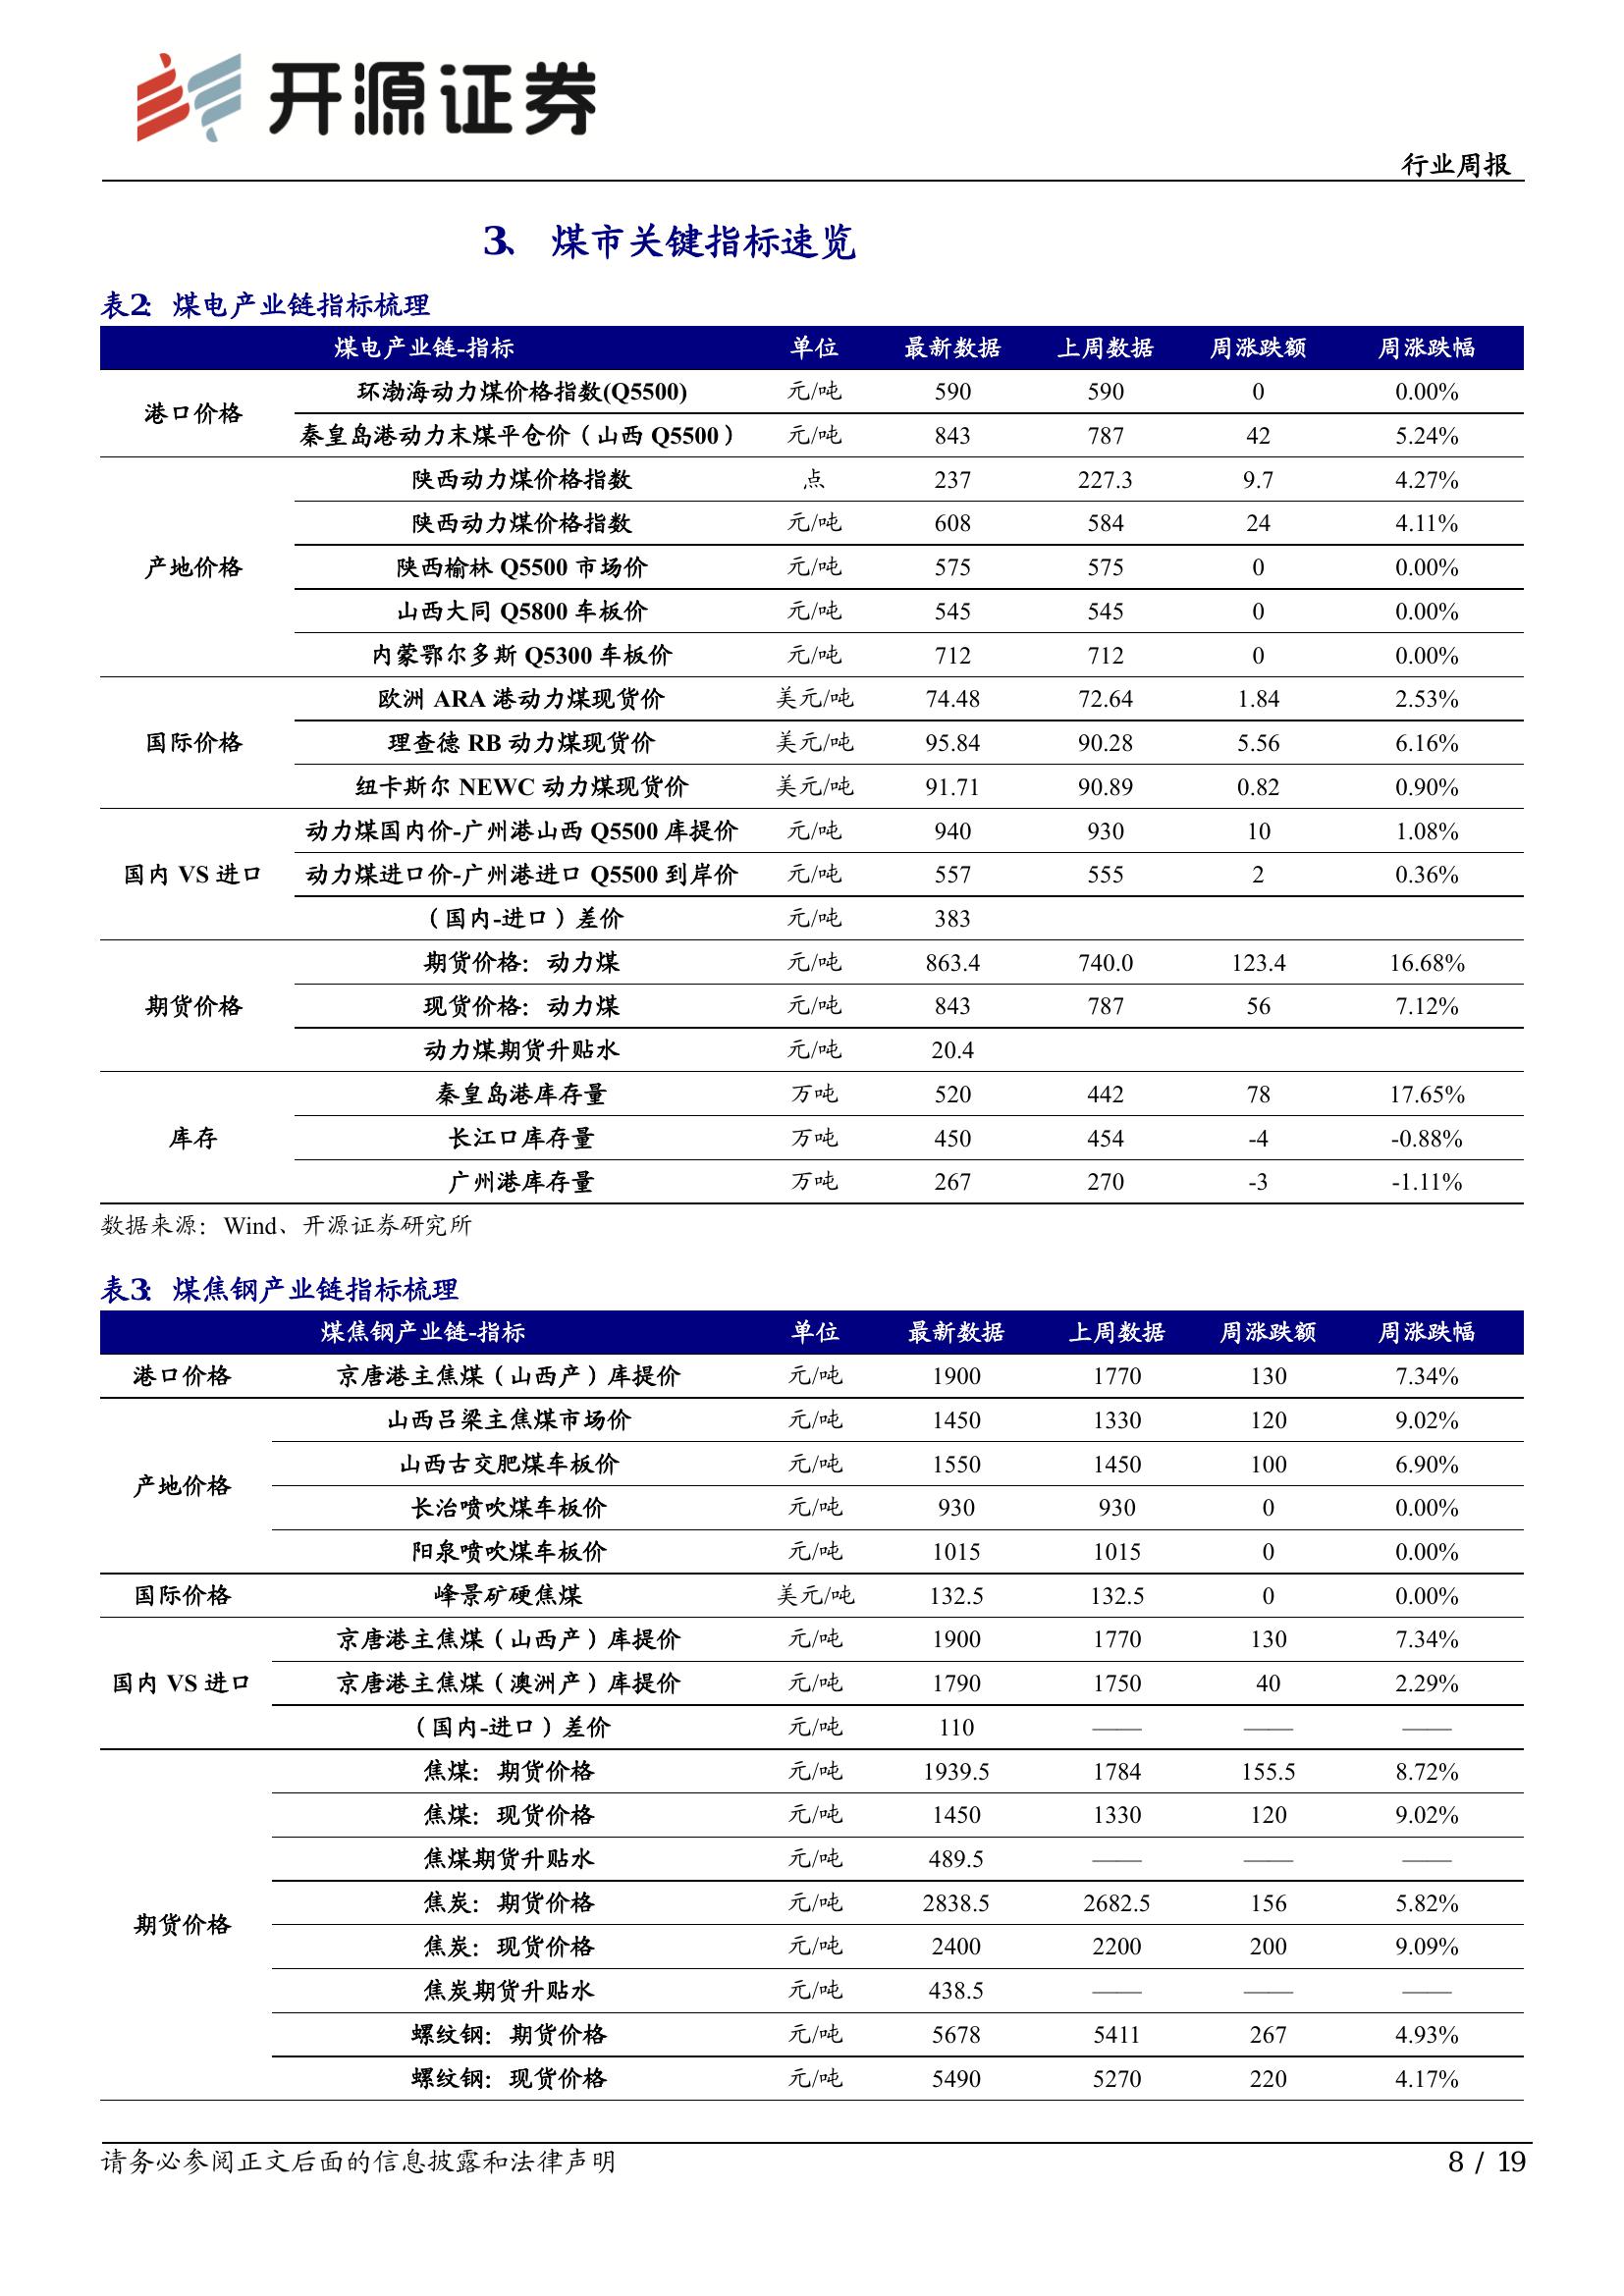 开源证券
行业周报
3、 煤市关键指标速览
表2： 煤电产业链指标梳理
煤电产业链-指标 单位 最新数据 上周数据 周涨跌额 周涨跌幅
港口价格 环渤海动力煤价格指数(Q5500) 元/吨 590 590 0 0.00%
秦皇岛港动力末煤平仓价（山西 Q5500） 元/吨 843 787 42 5.24%
产地价格 陕西动力煤价格指数 点 237 227.3 9.7 4.27%
陕西动力煤价格指数 元/吨 608 584 24 4.11%
陕西榆林 Q5500 市场价 元/吨 575 575 0 0.00%
山西大同 Q5800 车板价 元/吨 545 545 0 0.00%
内蒙鄂尔多斯 Q5300 车板价 元/吨 712 712 0 0.00%
国际价格 欧洲 ARA 港动力煤现货价 美元/吨 74.48 72.64 1.84 2.53%
理查德 RB 动力煤现货价 美元/吨 95.84 90.28 5.56 6.16%
纽卡斯尔 NEWC 动力煤现货价 美元/吨 91.71 90.89 0.82 0.90%
国内 VS 进口 动力煤国内价-广州港山西 Q5500 库提价 元/吨 940 930 10 1.08%
动力煤进口价-广州港进口 Q5500 到岸价 元/吨 557 555 2 0.36%
（国内-进口）差价 元/吨 383
期货价格 期货价格：动力煤 元/吨 863.4 740.0 123.4 16.68%
现货价格：动力煤 元/吨 843 787 56 7.12%
动力煤期货升贴水 元/吨 20.4
库存 秦皇岛港库存量 万吨 520 442 78 17.65%
长江口库存量 万吨 450 454 -4 -0.88%
广州港库存量 万吨 267 270 -3 -1.11%
数据来源：Wind、开源证券研究所
表3： 煤焦钢产业链指标梳理
煤焦钢产业链-指标 单位 最新数据 上周数据 周涨跌额 周涨跌幅
港口价格 京唐港主焦煤（山西产）库提价 元/吨 1900 1770 130 7.34%
产地价格 山西吕梁主焦煤市场价 元/吨 1450 1330 120 9.02%
山西古交肥煤车板价 元/吨 1550 1450 100 6.90%
长治喷吹煤车板价 元/吨 930 930 0 0.00%
阳泉喷吹煤车板价 元/吨 1015 1015 0 0.00%
国际价格 峰景矿硬焦煤 美元/吨 132.5 132.5 0 0.00%
国内 VS 进口 京唐港主焦煤（山西产）库提价 元/吨 1900 1770 130 7.34%
京唐港主焦煤（澳洲产）库提价 元/吨 1790 1750 40 2.29%
（国内-进口）差价 元/吨 110 —— —— ——
期货价格 焦煤：期货价格 元/吨 1939.5 1784 155.5 8.72%
焦煤：现货价格 元/吨 1450 1330 120 9.02%
焦煤期货升贴水 元/吨 489.5 —— —— ——
焦炭：期货价格 元/吨 2838.5 2682.5 156 5.82%
焦炭：现货价格 元/吨 2400 2200 200 9.09%
焦炭期货升贴水 元/吨 438.5 —— —— ——
螺纹钢：期货价格 元/吨 5678 5411 267 4.93%
螺纹钢：现货价格 元/吨 5490 5270 220 4.17%
请务必参阅正文后面的信息披露和法律声明 8 / 19